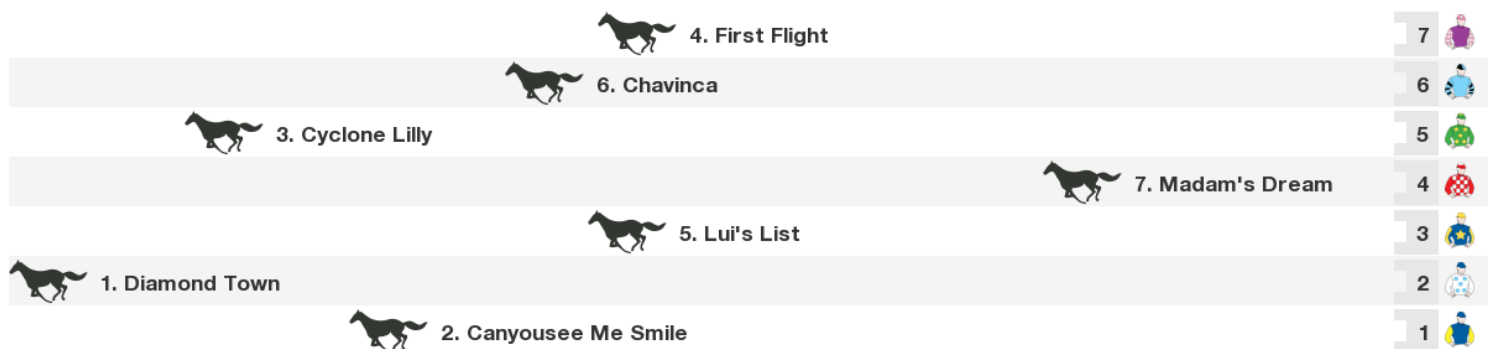 4. First Flight 7
6. Chavinca 6
3. Cyclone Lilly 5
7. Madam's Dream 4
5. Lui's List 3
1. Diamond Town 2
2. Canyousee Me Smile 1